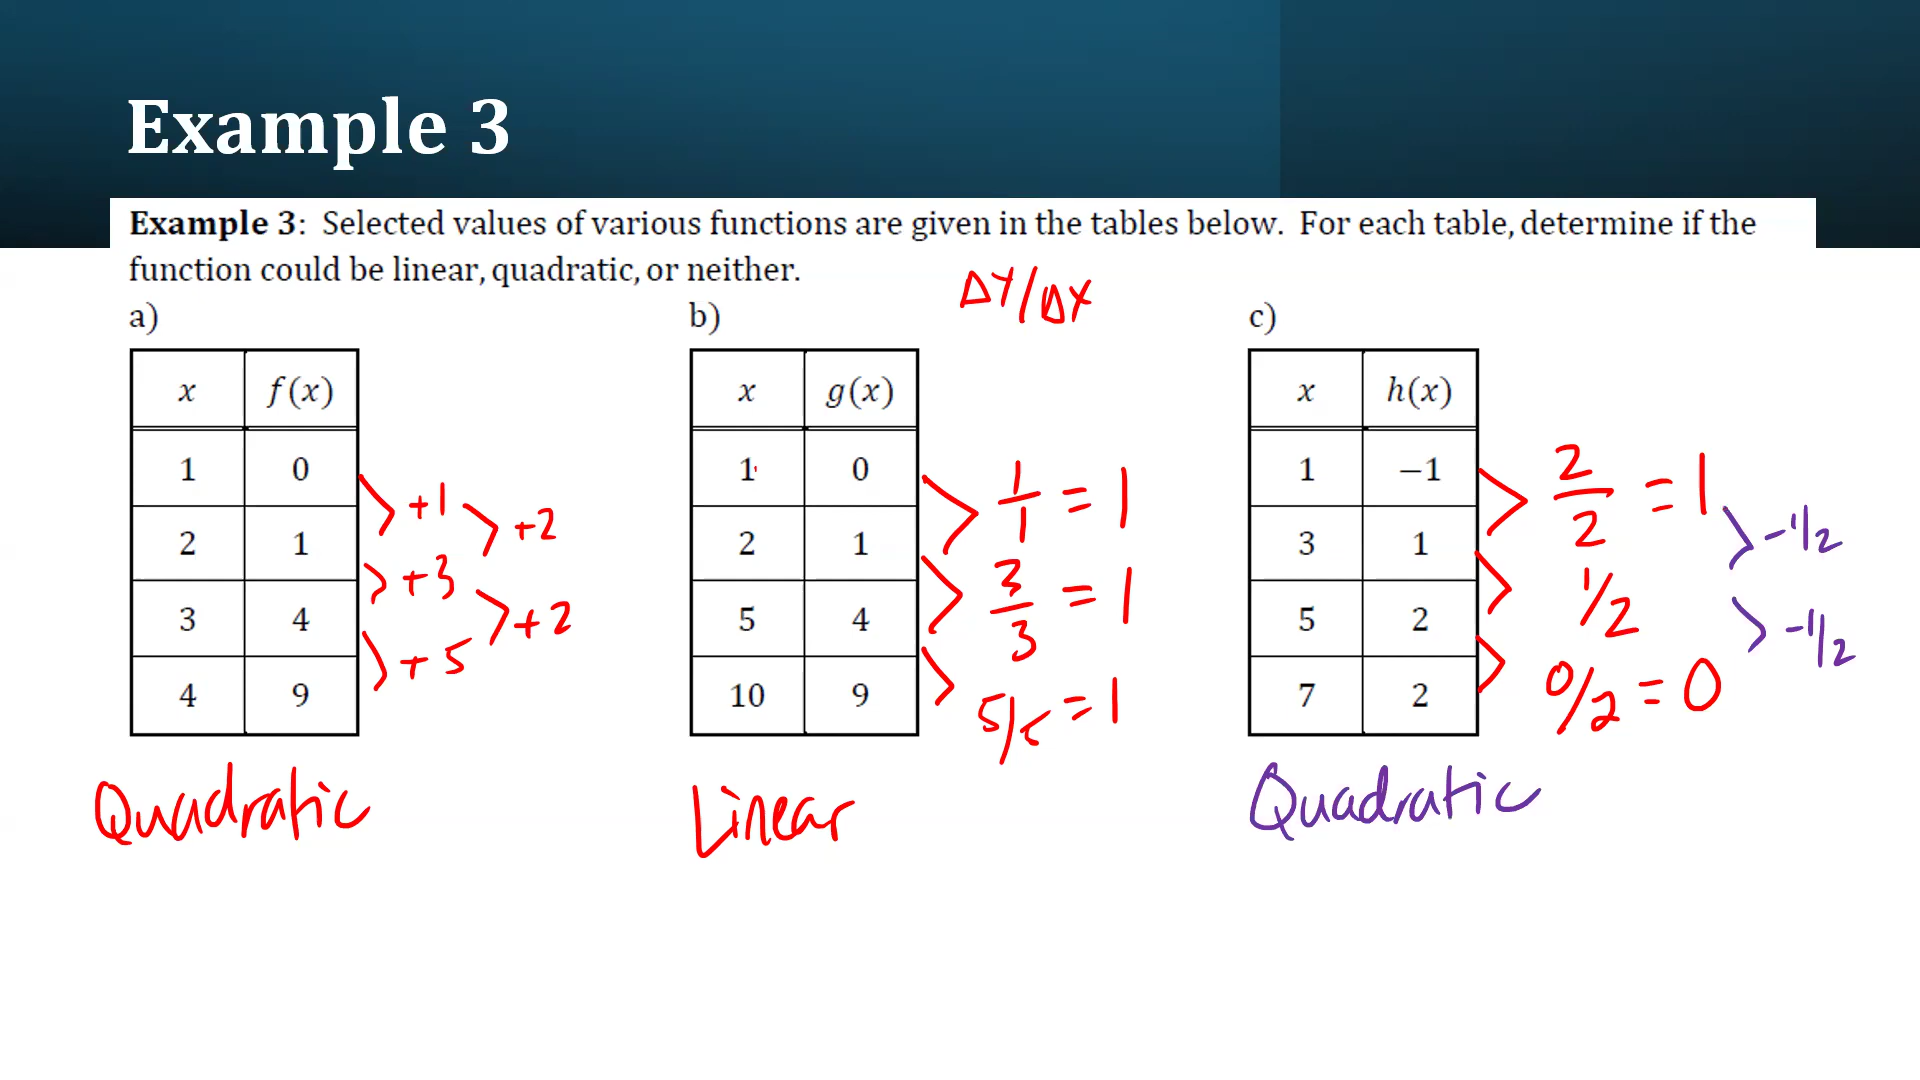 Example 3
Example 3: Selected values of various functions are given in the tables below. For each table, determine if the
function could be linear, quadratic, or neither.
ΔY/ΔX
a)
x f(x)
1 0
2 1
3 4
4 9
+1
+3
+5
+2
+2
Quadratic
b)
x g(x)
1 0
2 1
5 4
10 9
1/1 = 1
3/3 = 1
5/5 = 1
Linear
c)
x h(x)
1 −1
3 1
5 2
7 2
2/2 = 1
1/2
0/2 = 0
-1/2
-1/2
Quadratic